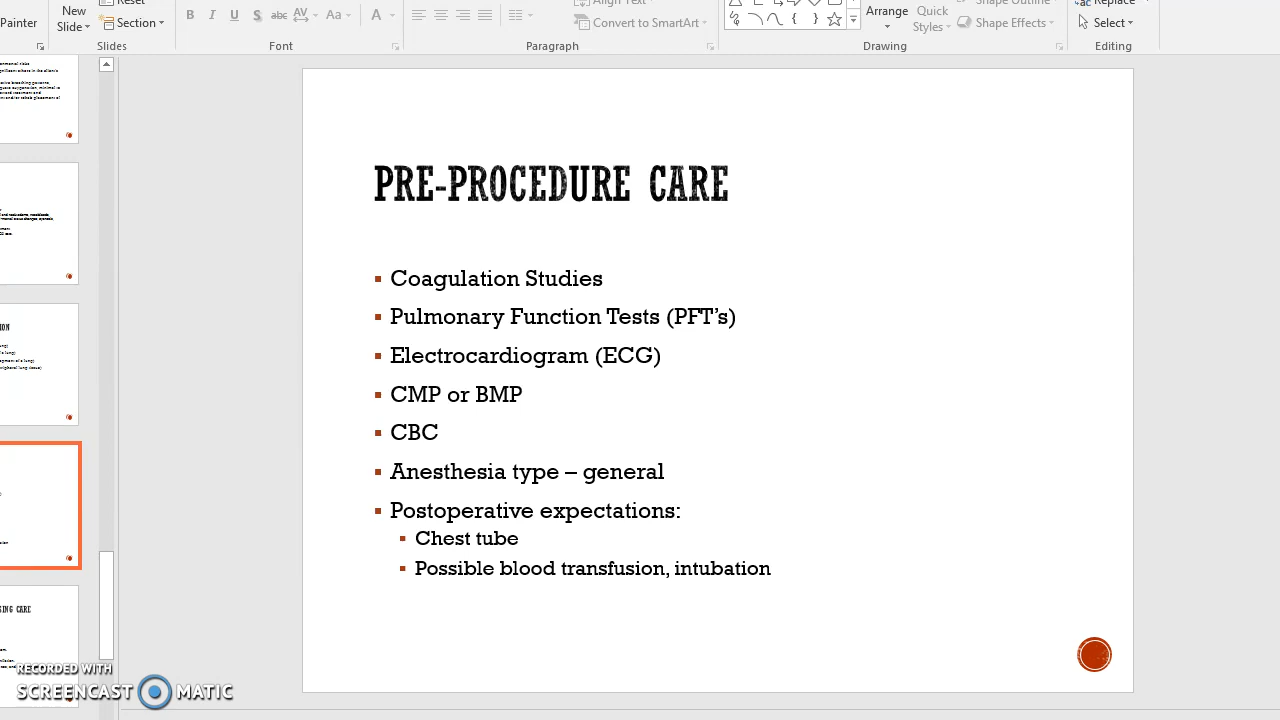 Painter
New
Slide
Reset
Section
Slides
B I U S abc AV Aa A
Font
Align Text
Convert to SmartArt
Paragraph
Arrange
Quick
Styles
Shape Outline
Shape Effects
Drawing
Replace
Select
Editing
PRE-PROCEDURE CARE
Coagulation Studies
Pulmonary Function Tests (PFT's)
Electrocardiogram (ECG)
CMP or BMP
CBC
Anesthesia type – general
Postoperative expectations:
Chest tube
Possible blood transfusion, intubation
RECORDED WITH
SCREENCAST MATIC